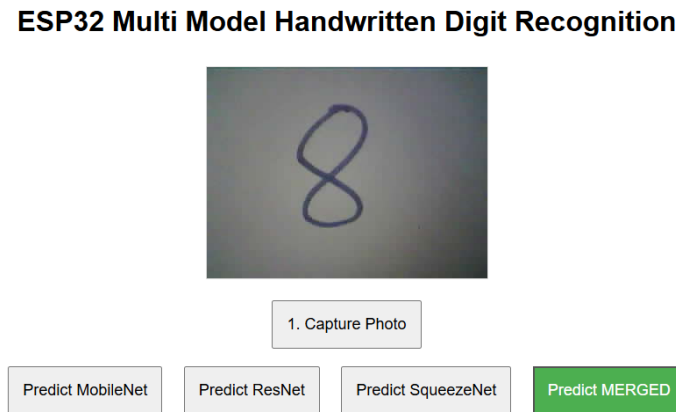 ESP32 Multi Model Handwritten Digit Recognition
8
1. Capture Photo
Predict MobileNet Predict ResNet Predict SqueezeNet Predict MERGED